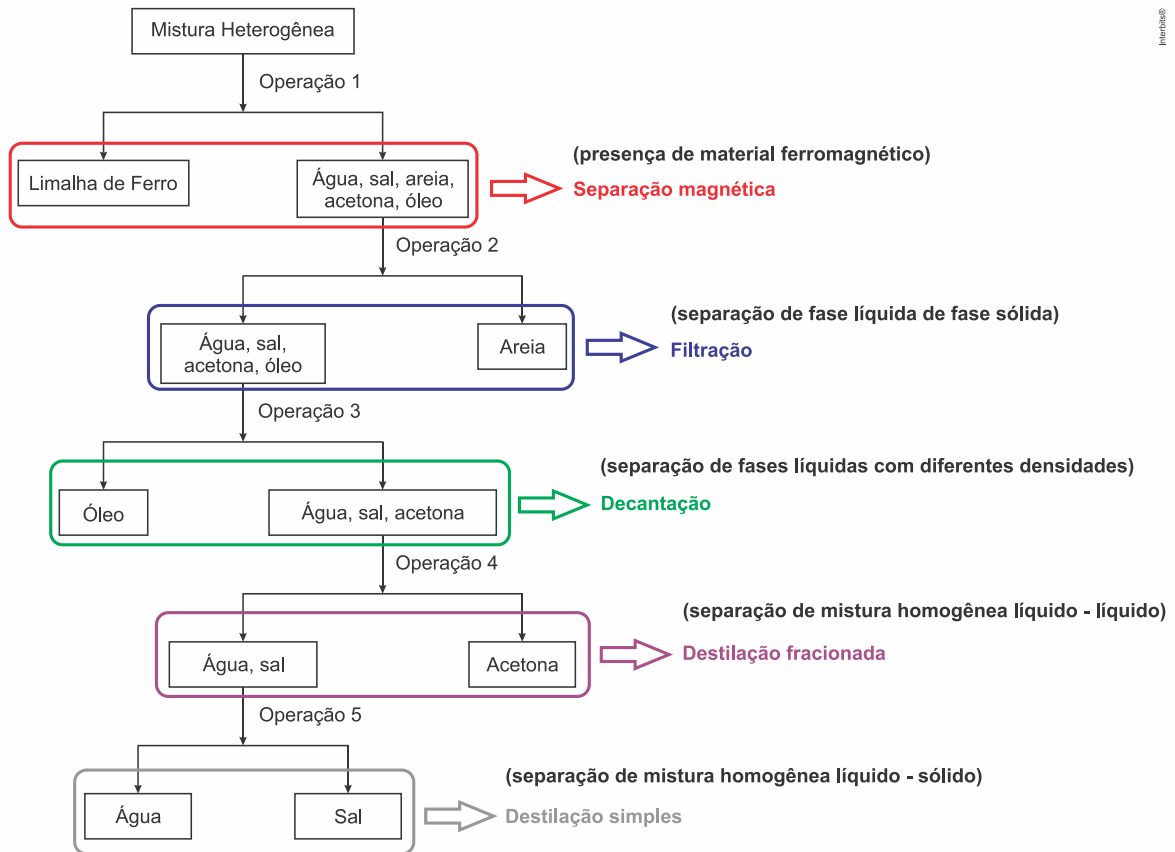 Interbits®
Mistura Heterogênea
Operação 1
(presença de material ferromagnético)
Limalha de Ferro
Água, sal, areia,
acetona, óleo
Separação magnética
Operação 2
(separação de fase líquida de fase sólida)
Água, sal,
acetona, óleo
Areia
Filtração
Operação 3
(separação de fases líquidas com diferentes densidades)
Óleo
Água, sal, acetona
Decantação
Operação 4
(separação de mistura homogênea líquido - líquido)
Água, sal
Acetona
Destilação fracionada
Operação 5
(separação de mistura homogênea líquido - sólido)
Água
Sal
Destilação simples